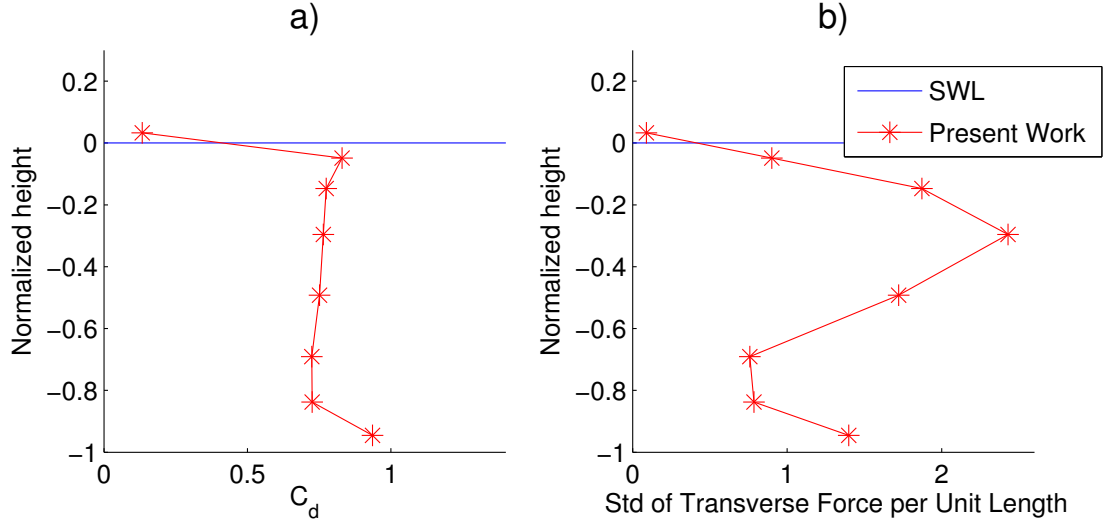 a)
Normalized height
0.2
0
−0.2
−0.4
−0.6
−0.8
−1
0
0.5
1
C_d
b)
Normalized height
0.2
0
−0.2
−0.4
−0.6
−0.8
−1
0
1
2
Std of Transverse Force per Unit Length
SWL
Present Work